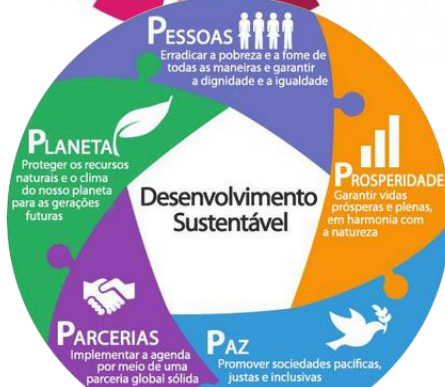 PESSOAS
Erradicar a pobreza e a fome de
todas as maneiras e garantir
a dignidade e a igualdade
PLANETA
Proteger os recursos
naturais e o clima
do nosso planeta
para as gerações
futuras
PROSPERIDADE
Garantir vidas
prósperas e plenas,
em harmonia com
a natureza
Desenvolvimento
Sustentável
PARCERIAS
Implementar a agenda
por meio de uma
parceria global sólida
PAZ
Promover sociedades pacíficas,
justas e inclusivas